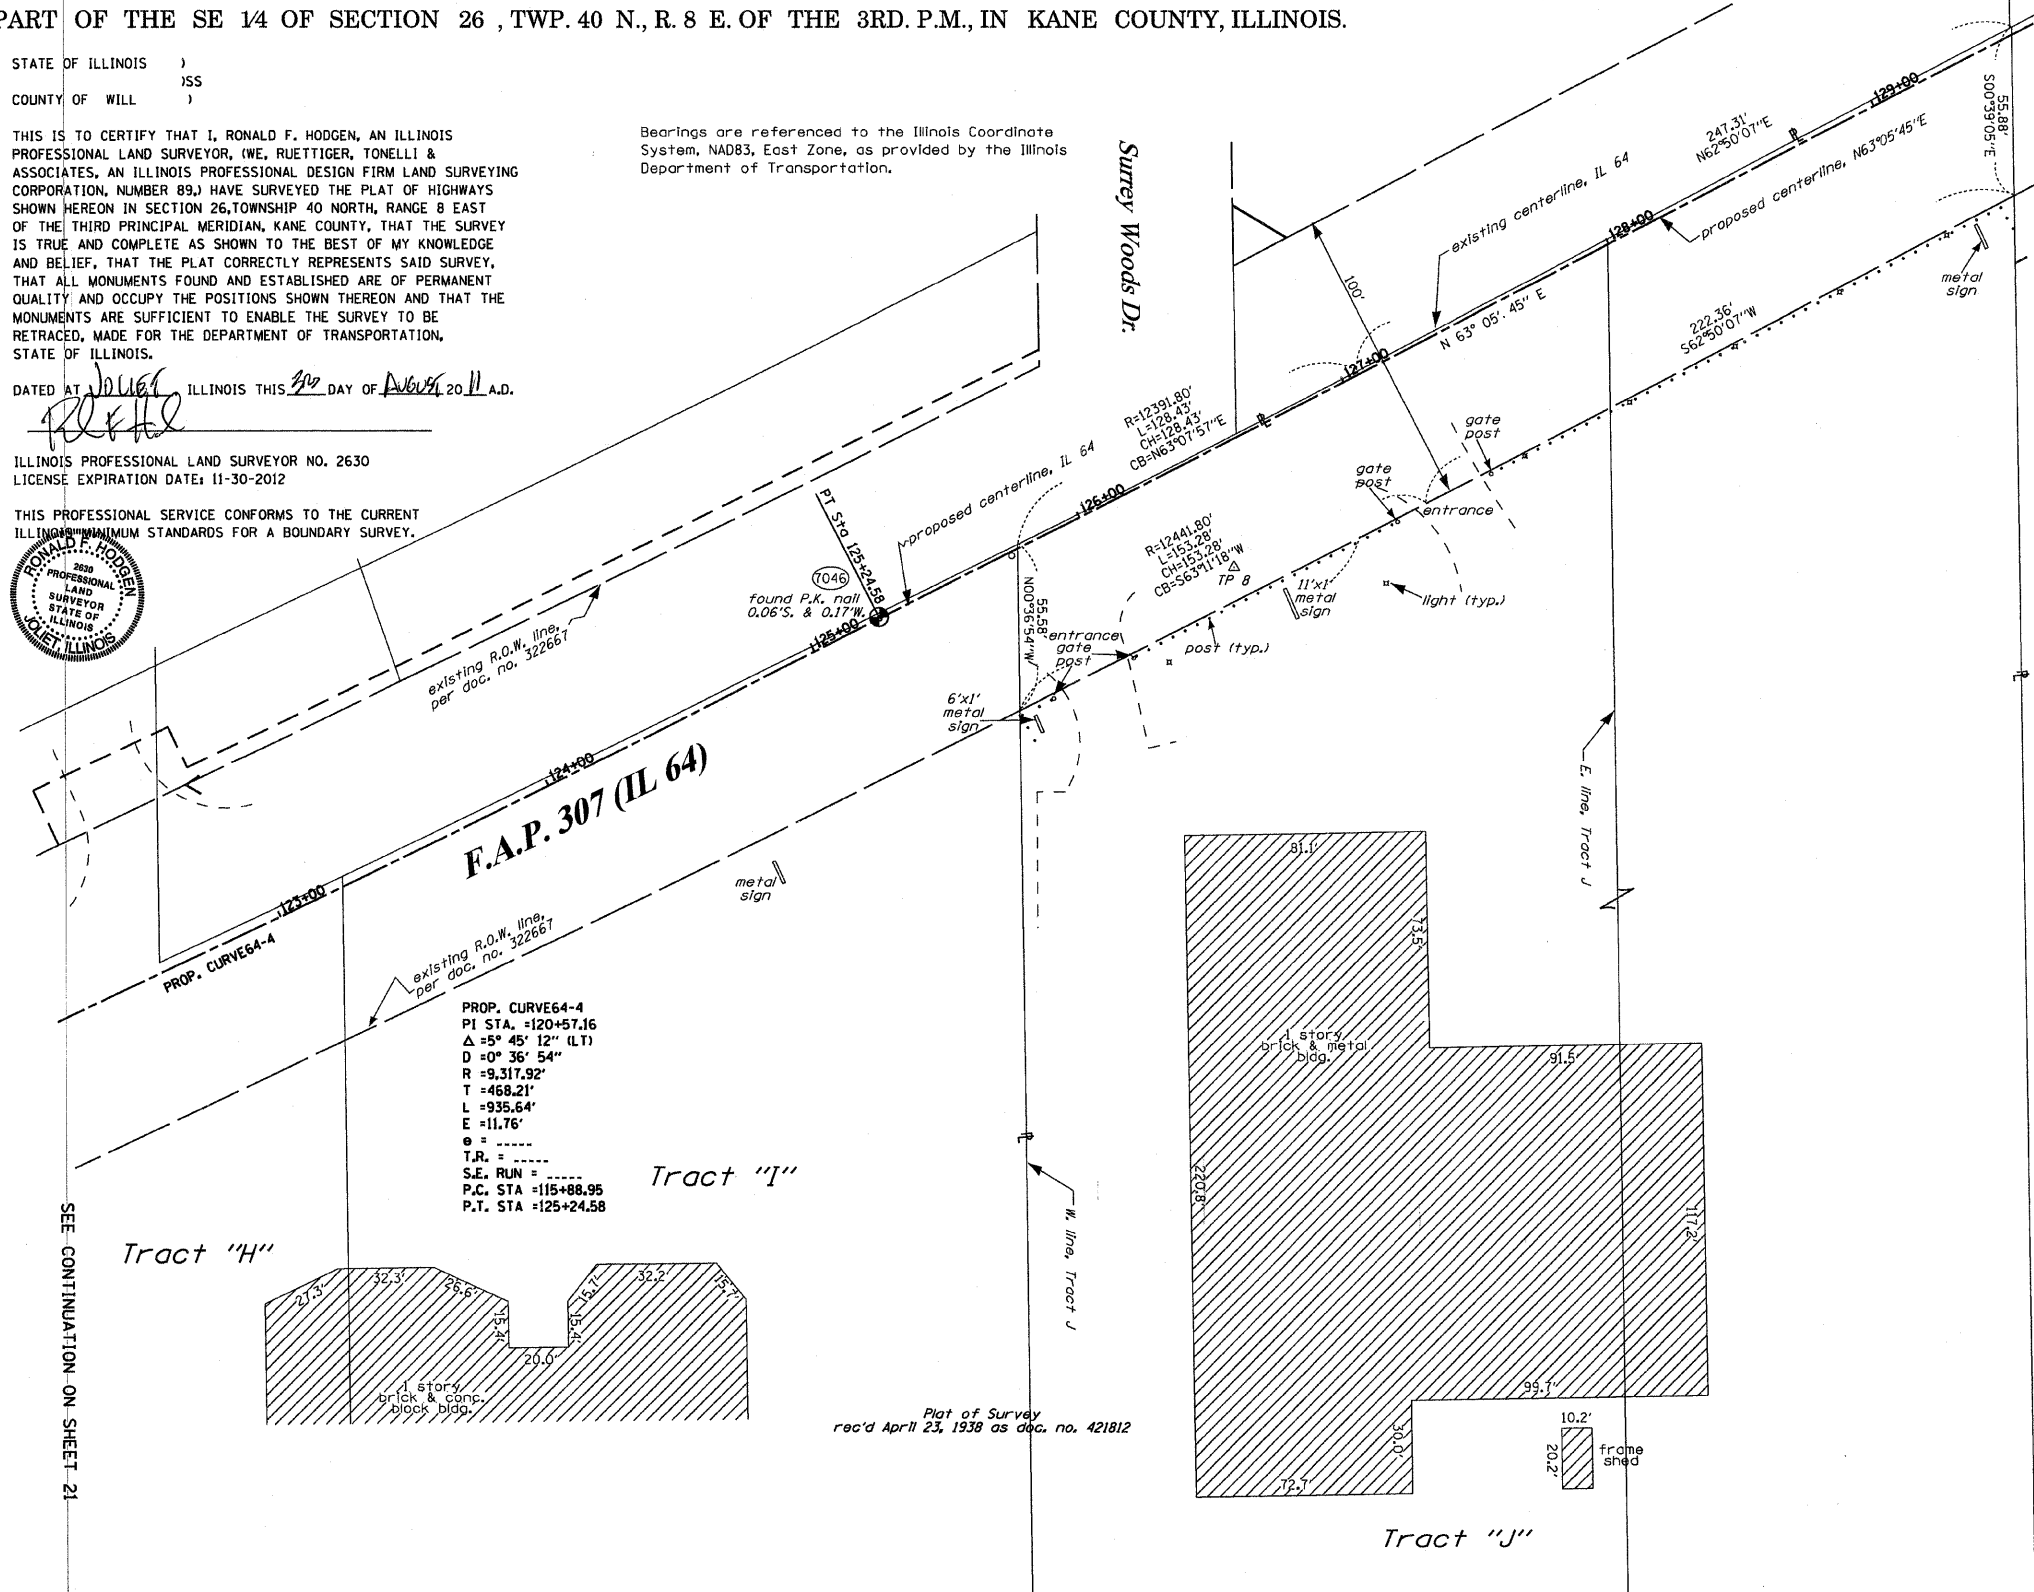 PART OF THE SE 1/4 OF SECTION 26 , TWP. 40 N., R. 8 E. OF THE 3RD. P.M., IN KANE COUNTY, ILLINOIS.
STATE OF ILLINOIS )
)SS
COUNTY OF WILL )
THIS IS TO CERTIFY THAT I, RONALD F. HODGEN, AN ILLINOIS
PROFESSIONAL LAND SURVEYOR, (WE, RUETTIGER, TONELLI &
ASSOCIATES, AN ILLINOIS PROFESSIONAL DESIGN FIRM LAND SURVEYING
CORPORATION, NUMBER 89,) HAVE SURVEYED THE PLAT OF HIGHWAYS
SHOWN HEREON IN SECTION 26,TOWNSHIP 40 NORTH, RANGE 8 EAST
OF THE THIRD PRINCIPAL MERIDIAN, KANE COUNTY, THAT THE SURVEY
IS TRUE AND COMPLETE AS SHOWN TO THE BEST OF MY KNOWLEDGE
AND BELIEF, THAT THE PLAT CORRECTLY REPRESENTS SAID SURVEY,
THAT ALL MONUMENTS FOUND AND ESTABLISHED ARE OF PERMANENT
QUALITY AND OCCUPY THE POSITIONS SHOWN THEREON AND THAT THE
MONUMENTS ARE SUFFICIENT TO ENABLE THE SURVEY TO BE
RETRACED, MADE FOR THE DEPARTMENT OF TRANSPORTATION,
STATE OF ILLINOIS.
DATED AT JOLIET , ILLINOIS THIS 3RD DAY OF AUGUST 20 11 A.D.
ILLINOIS PROFESSIONAL LAND SURVEYOR NO. 2630
LICENSE EXPIRATION DATE: 11-30-2012
THIS PROFESSIONAL SERVICE CONFORMS TO THE CURRENT
ILLINOIS MINIMUM STANDARDS FOR A BOUNDARY SURVEY.
RONALD F. HODGEN
2630
PROFESSIONAL
LAND
SURVEYOR
STATE OF
ILLINOIS
JOLIET, ILLINOIS
Bearings are referenced to the Illinois Coordinate
System, NAD83, East Zone, as provided by the Illinois
Department of Transportation.
Surrey Woods Dr.
existing centerline, IL 64
247.31'
N62°50'07"E
129+00
proposed centerline, N63°05'45"E
55.88'
S00°39'05"E
128+00
metal
sign
100'
N 63° 05'. 45" E
222.36'
S62°50'07"W
127+00
R=12391.80'
L=128.43'
CH=128.43'
CB=N63°07'57"E
proposed centerline, IL 64
126+00
gate
post
gate
post
entrance
PT Sta 125+24.58
7046
found P.K. nail
0.06'S. & 0.17'W.
125+00
R=12441.80'
L=153.28'
CH=153.28'
CB=S63°11'18"W
TP 8
11'x1'
metal
sign
light (typ.)
55.58'
N00°36'54"W
entrance
gate
post
post (typ.)
existing R.O.W. line,
per doc. no. 322667
6'x1'
metal
sign
124+00
F.A.P. 307 (IL 64)
metal
sign
123+00
PROP. CURVE64-4
existing R.O.W. line,
per doc. no. 322667
E. line, Tract J
PROP. CURVE64-4
PI STA. =120+57.16
Δ =5° 45' 12" (LT)
D =0° 36' 54"
R =9,317.92'
T =468.21'
L =935.64'
E =11.76'
e = _____
T.R. = _____
S.E. RUN = _____
P.C. STA =115+88.95
P.T. STA =125+24.58
Tract "I"
Tract "H"
W. line, Tract J
SEE CONTINUATION ON SHEET 21
27.3'
32.3'
26.6'
15.4'
20.0'
15.4'
15.7'
32.2'
15.7'
1 story
brick & conc.
block bldg.
Plat of Survey
rec'd April 23, 1938 as doc. no. 421812
81.1'
73.5'
1 story
brick & metal
bldg.
91.5'
220.8'
117.2'
99.7'
30.0'
72.7'
10.2'
20.2'
frame
shed
Tract "J"